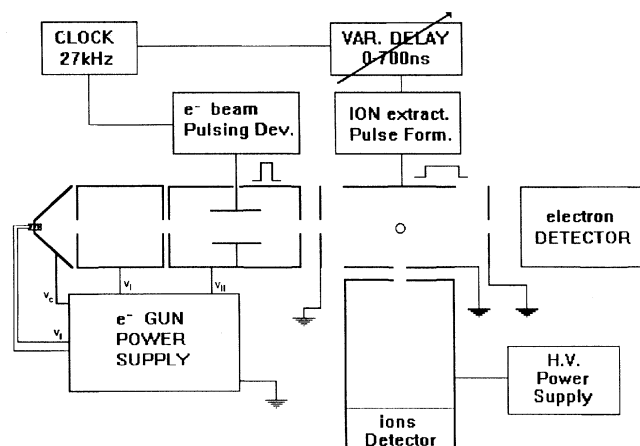 CLOCK
27kHz
VAR. DELAY
0-700ns
e⁻ beam
Pulsing Dev.
ION extract.
Pulse Form.
electron
DETECTOR
Vc
VI
VII
e⁻ GUN
POWER
SUPPLY
H.V.
Power
Supply
ions
Detector